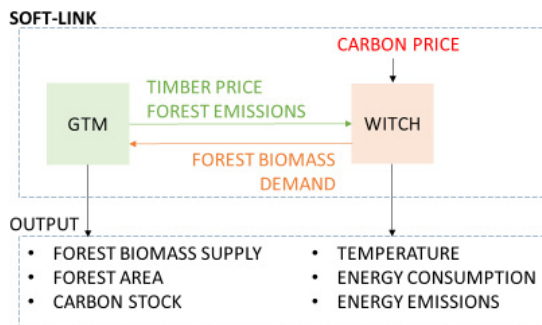 SOFT-LINK
CARBON PRICE
TIMBER PRICE
FOREST EMISSIONS
GTM
WITCH
FOREST BIOMASS
DEMAND
OUTPUT
• FOREST BIOMASS SUPPLY
• FOREST AREA
• CARBON STOCK
• TEMPERATURE
• ENERGY CONSUMPTION
• ENERGY EMISSIONS